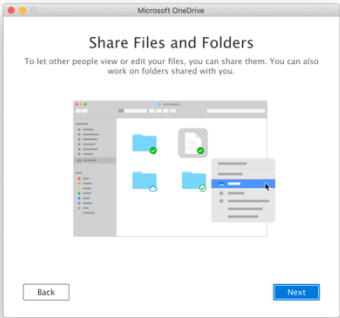 Microsoft OneDrive
Share Files and Folders
To let other people view or edit your files, you can share them. You can also
work on folders shared with you.
Back
Next